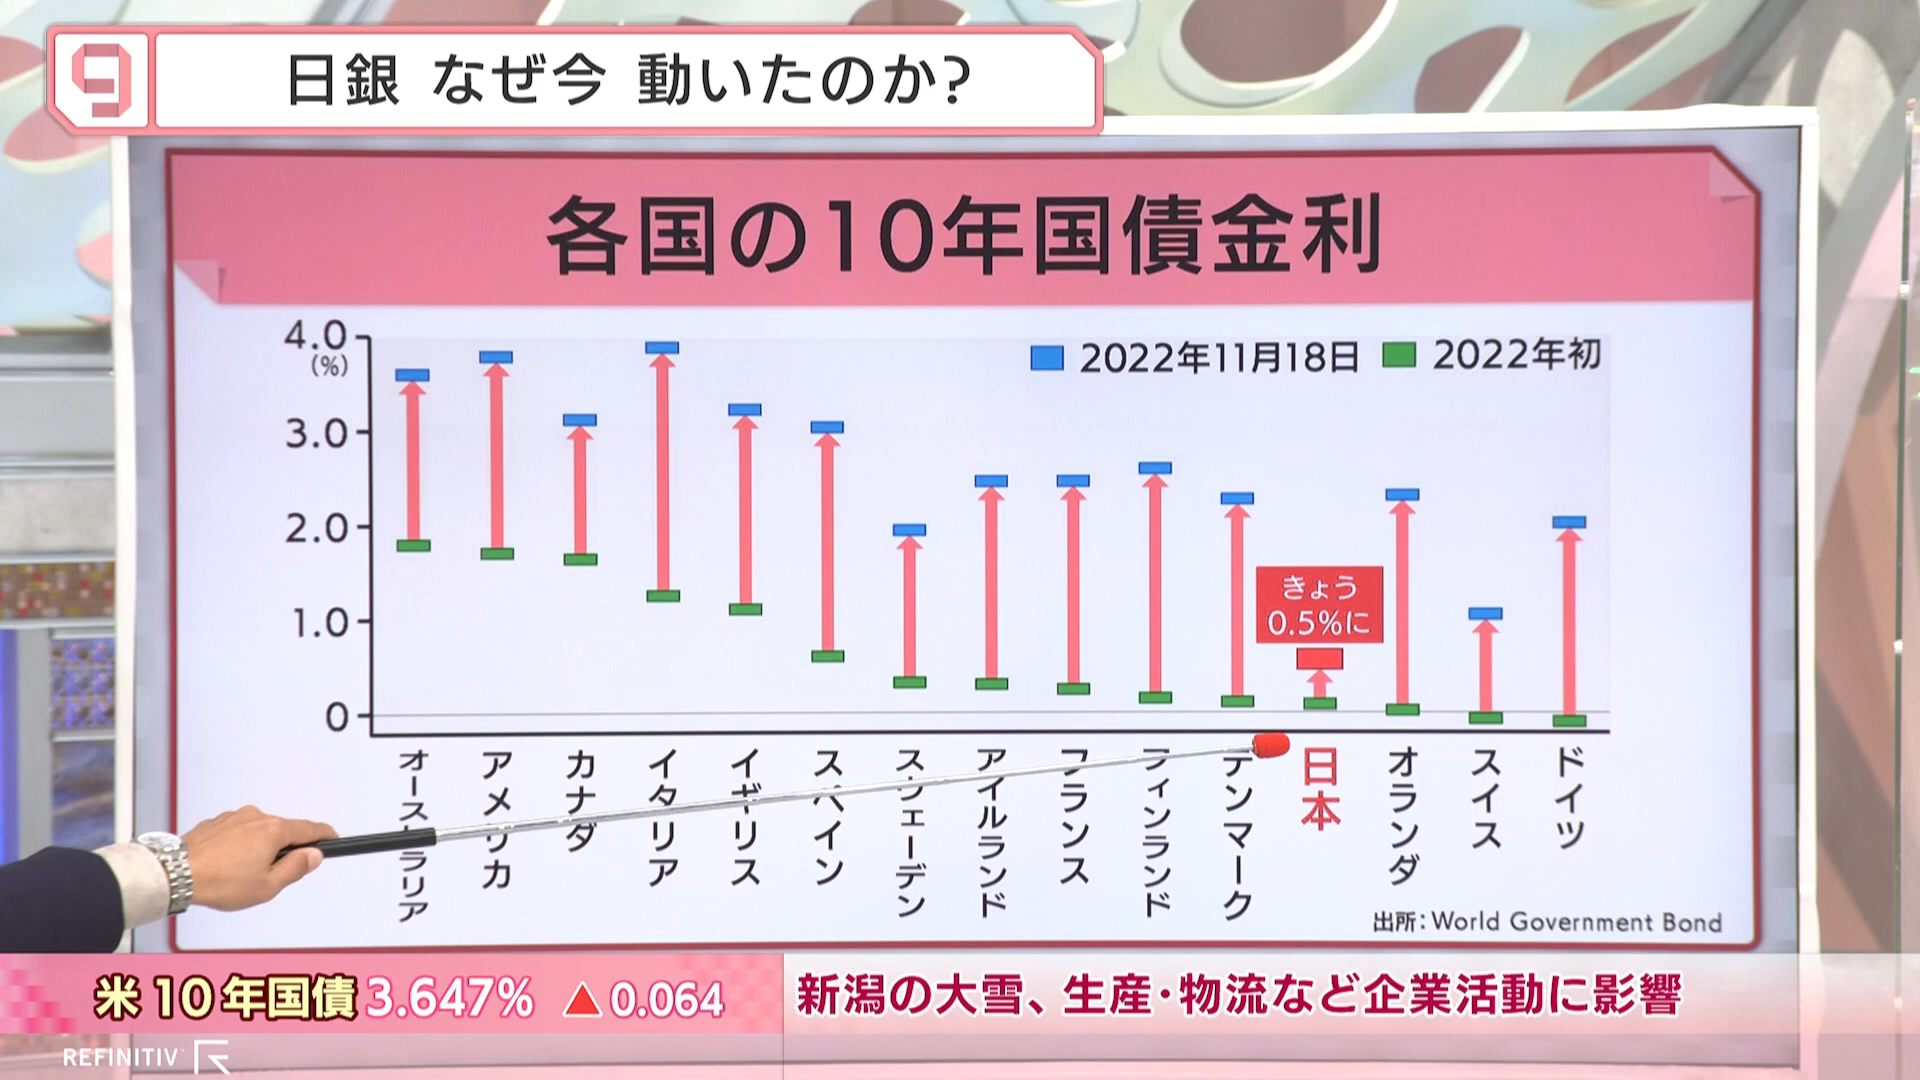 日銀 なぜ今 動いたのか?
各国の10年国債金利
4.0
(%)
3.0
2.0
1.0
0
2022年11月18日
2022年初
きょう
0.5%に
オーストラリア
アメリカ
カナダ
イタリア
イギリス
スペイン
スウェーデン
アイルランド
フランス
フィンランド
デンマーク
日本
オランダ
スイス
ドイツ
出所:World Government Bond
米10年国債 3.647% ▲0.064
新潟の大雪、生産・物流など企業活動に影響
REFINITIV